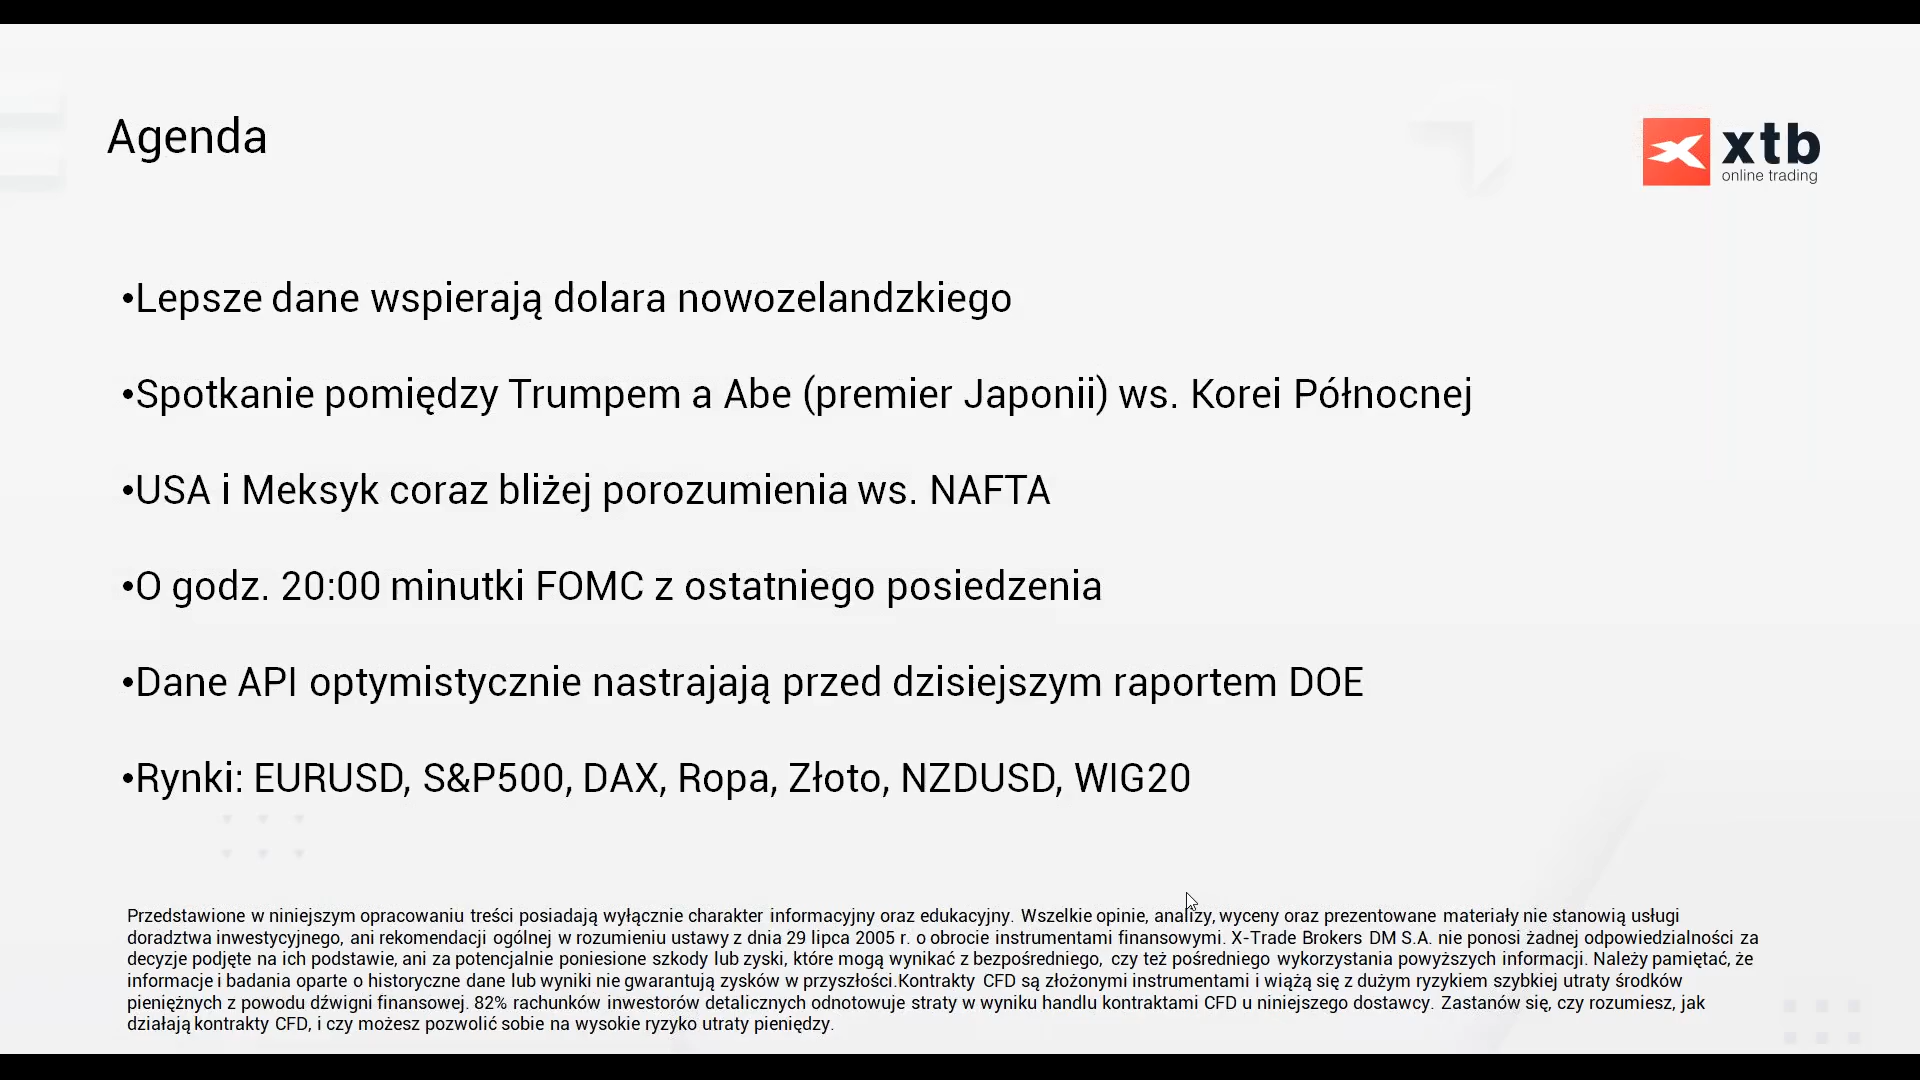 Agenda
xtb
online trading
•Lepsze dane wspierają dolara nowozelandzkiego
•Spotkanie pomiędzy Trumpem a Abe (premier Japonii) ws. Korei Północnej
•USA i Meksyk coraz bliżej porozumienia ws. NAFTA
•O godz. 20:00 minutki FOMC z ostatniego posiedzenia
•Dane API optymistycznie nastrajają przed dzisiejszym raportem DOE
•Rynki: EURUSD, S&P500, DAX, Ropa, Złoto, NZDUSD, WIG20
Przedstawione w niniejszym opracowaniu treści posiadają wyłącznie charakter informacyjny oraz edukacyjny. Wszelkie opinie, analizy, wyceny oraz prezentowane materiały nie stanowią usługi
doradztwa inwestycyjnego, ani rekomendacji ogólnej w rozumieniu ustawy z dnia 29 lipca 2005 r. o obrocie instrumentami finansowymi. X-Trade Brokers DM S.A. nie ponosi żadnej odpowiedzialności za
decyzje podjęte na ich podstawie, ani za potencjalnie poniesione szkody lub zyski, które mogą wynikać z bezpośredniego, czy też pośredniego wykorzystania powyższych informacji. Należy pamiętać, że
informacje i badania oparte o historyczne dane lub wyniki nie gwarantują zysków w przyszłości.Kontrakty CFD są złożonymi instrumentami i wiążą się z dużym ryzykiem szybkiej utraty środków
pieniężnych z powodu dźwigni finansowej. 82% rachunków inwestorów detalicznych odnotowuje straty w wyniku handlu kontraktami CFD u niniejszego dostawcy. Zastanów się, czy rozumiesz, jak
działają kontrakty CFD, i czy możesz pozwolić sobie na wysokie ryzyko utraty pieniędzy.